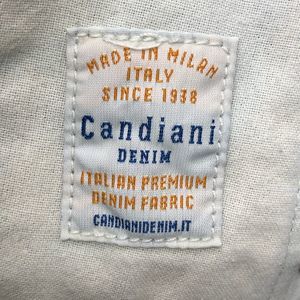 MADE IN MILAN
ITALY
SINCE 1938
Candiani
DENIM
ITALIAN PREMIUM
DENIM FABRIC
CANDIANIDENIM.IT